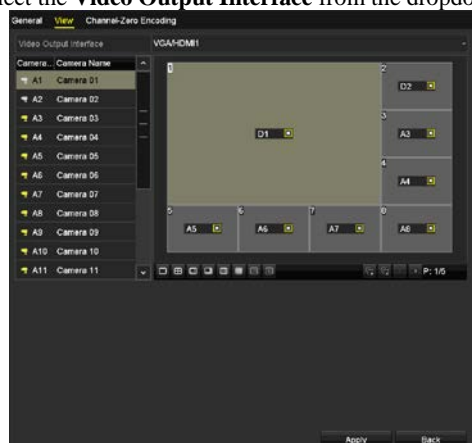 ect the Video Output Interface from the dropdo
General View Channel-Zero Encoding
Video Output Interface VGA/HDMI1
Camera... Camera Name
A1 Camera 01
A2 Camera 02
A3 Camera 03
A4 Camera 04
A5 Camera 05
A6 Camera 06
A7 Camera 07
A8 Camera 08
A9 Camera 09
A10 Camera 10
A11 Camera 11
1 D1
2 D2
3 A3
4 A4
5 A5
6 A6
7 A7
8 A8
P: 1/5
Apply Back